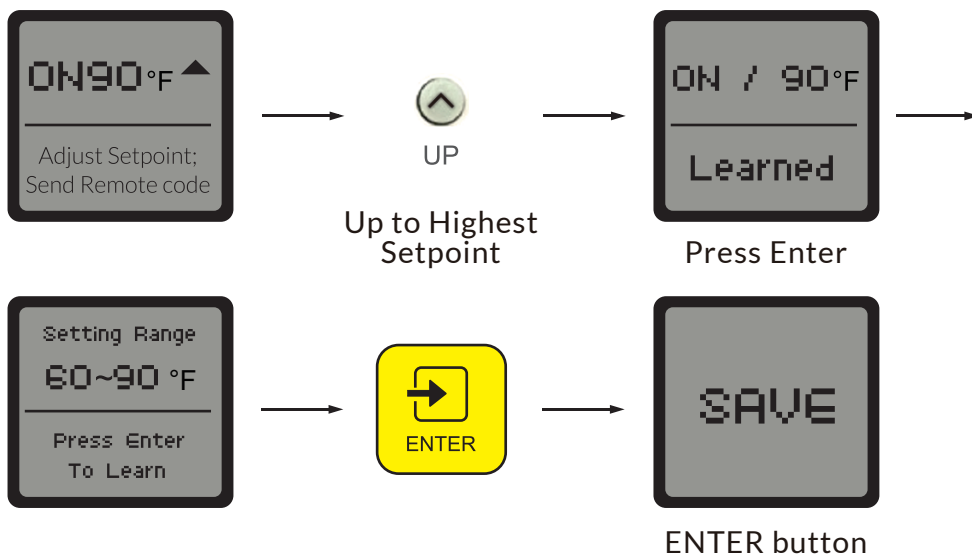 ON90°F
Adjust Setpoint;
Send Remote code
UP
Up to Highest
Setpoint
ON / 90°F
Learned
Press Enter
Setting Range
60~90 °F
Press Enter
To Learn
ENTER
SAVE
ENTER button